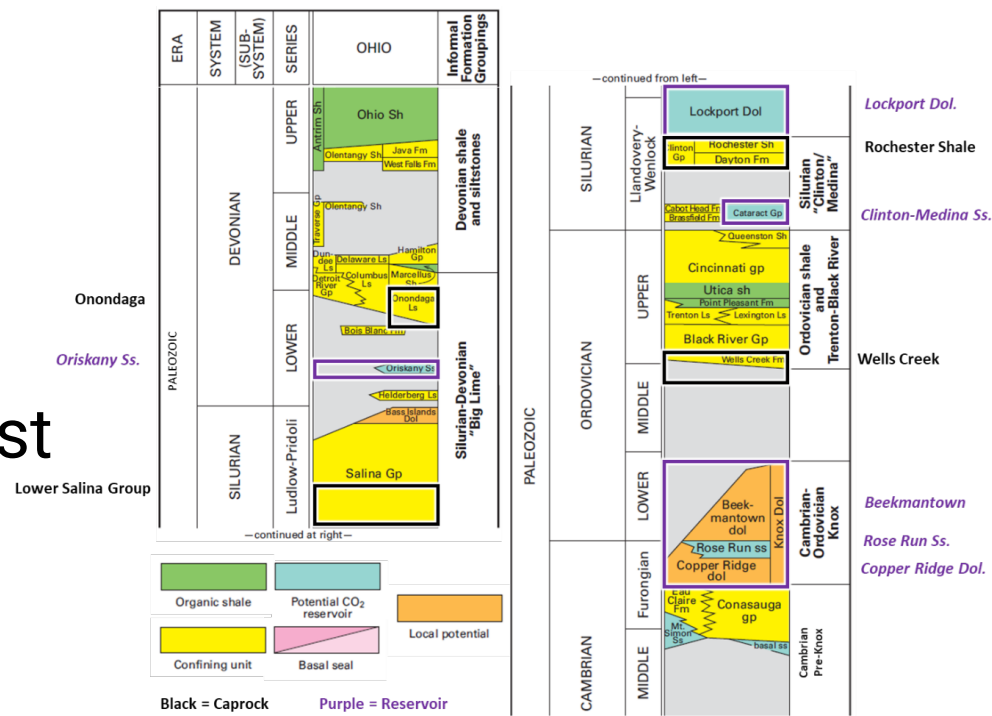 ERA
SYSTEM
(SUB-
SYSTEM)
SERIES
OHIO
Informal
Formation
Groupings
PALEOZOIC
DEVONIAN
SILURIAN
UPPER
MIDDLE
LOWER
Ludlow-Pridoli
Antrim Sh
Ohio Sh
Olentangy Sh
Java Fm
West Falls Fm
Traverse Gp
Olentangy Sh
Dun-
dee
Ls
Delaware Ls
Hamilton
Gp
Detroit
River
Gp
Columbus
Ls
Marcellus
Sh
Onondaga
Ls
Bois Blanc Fm
Oriskany Ss
Helderberg Ls
Bass Islands
Dol
Salina Gp
Devonian shale
and siltstones
Silurian-Devonian
"Big Lime"
Onondaga
Oriskany Ss.
st
Lower Salina Group
—continued at right—
Organic shale
Potential CO2
reservoir
Local potential
Confining unit
Basal seal
Black = Caprock
Purple = Reservoir
—continued from left—
PALEOZOIC
SILURIAN
ORDOVICIAN
CAMBRIAN
Llandovery-
Wenlock
UPPER
MIDDLE
LOWER
Furongian
MIDDLE
Lockport Dol
Clinton
Gp
Rochester Sh
Dayton Fm
Cabot Head Fm
Brassfield Fm
Cataract Gp
Queenston Sh
Cincinnati gp
Utica sh
Point Pleasant Fm
Trenton Ls
Lexington Ls
Black River Gp
Wells Creek Fm
Beek-
mantown
dol
Knox Dol
Rose Run ss
Copper Ridge
dol
Eau
Claire
Fm
Conasauga
gp
Mt.
Simon
Ss
basal ss
Silurian
"Clinton/
Medina"
Ordovician shale
and
Trenton-Black River
Cambrian-
Ordovician
Knox
Cambrian
Pre-Knox
Lockport Dol.
Rochester Shale
Clinton-Medina Ss.
Wells Creek
Beekmantown
Rose Run Ss.
Copper Ridge Dol.